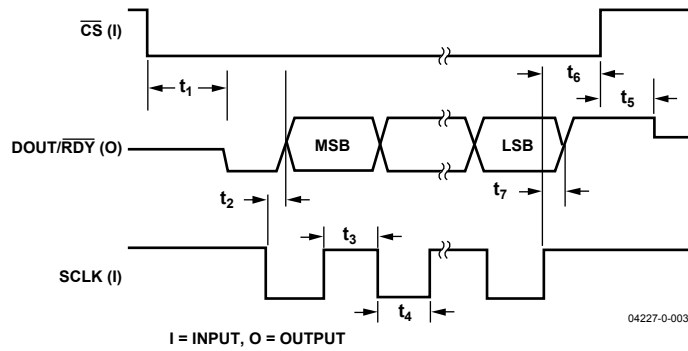 CS (I)
t6
t1
t5
DOUT/RDY (O)
MSB
LSB
t2
t7
t3
SCLK (I)
t4
04227-0-003
I = INPUT, O = OUTPUT